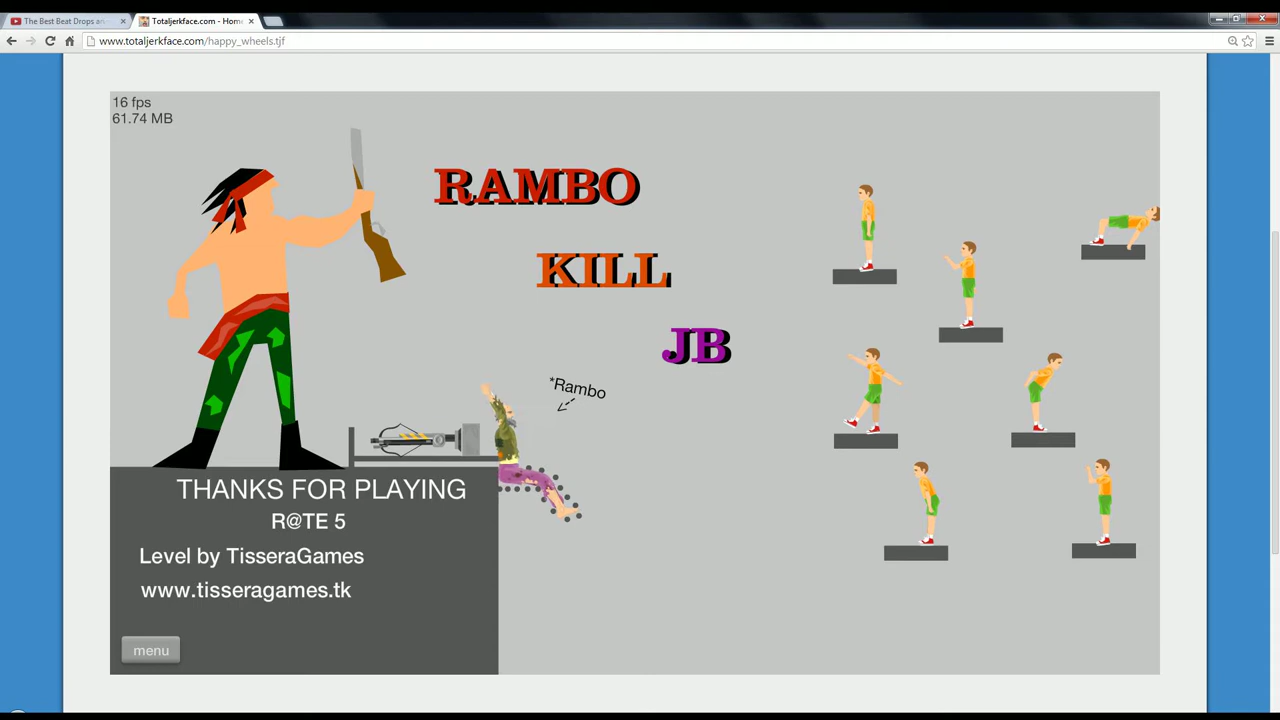 The Best Beat Drops an
Totaljerkface.com - Home
www.totaljerkface.com/happy_wheels.tjf
16 fps
61.74 MB
RAMBO
KILL
JB
*Rambo
THANKS FOR PLAYING
R@TE 5
Level by TisseraGames
www.tisseragames.tk
menu